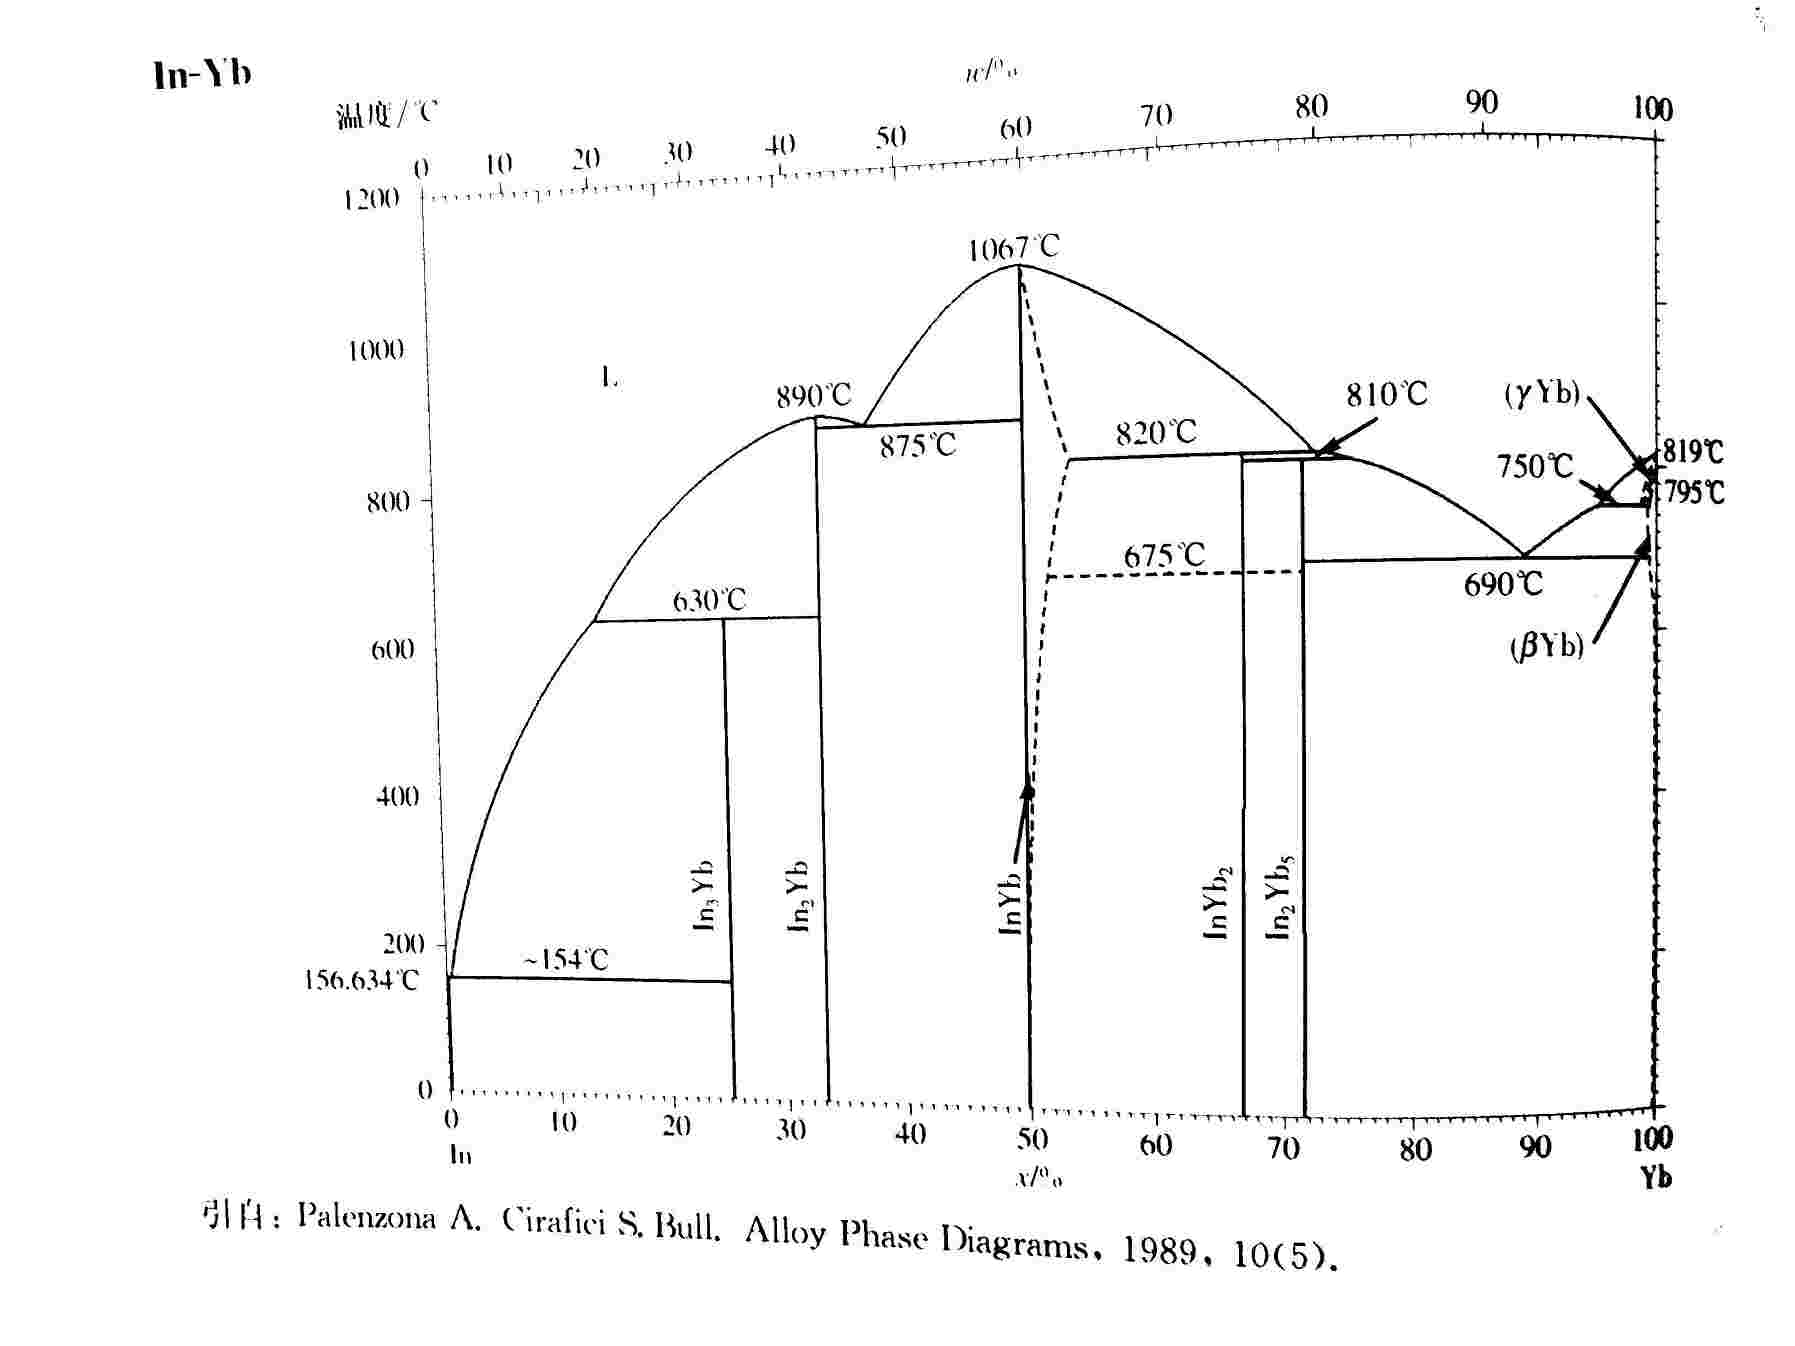 In-Yb
w/%
温度/℃
0 10 20 30 40 50 60 70 80 90 100
1200
1067℃
1000
L
890℃
810℃
(γYb)
875℃
820℃
750℃
819℃
795℃
800
675℃
690℃
630℃
600
(βYb)
400
In₃Yb
In₂Yb
InYb
InYb₂
In₂Yb₅
200
~154℃
156.634℃
0
0 10 20 30 40 50 60 70 80 90 100
In
x/%
Yb
引自: Palenzona A. Cirafici S. Bull. Alloy Phase Diagrams, 1989, 10(5).